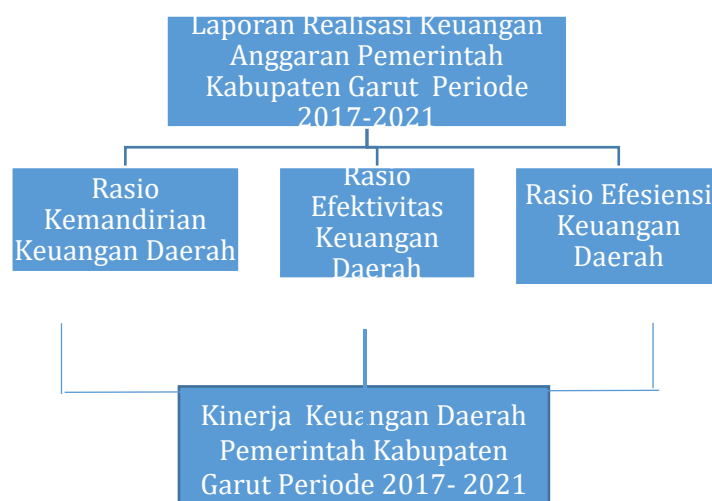 Laporan Realisasi Keuangan
Anggaran Pemerintah
Kabupaten Garut Periode
2017-2021
Rasio
Kemandirian
Keuangan Daerah
Rasio
Efektivitas
Keuangan
Daerah
Rasio Efesiensi
Keuangan
Daerah
Kinerja Keuangan Daerah
Pemerintah Kabupaten
Garut Periode 2017- 2021